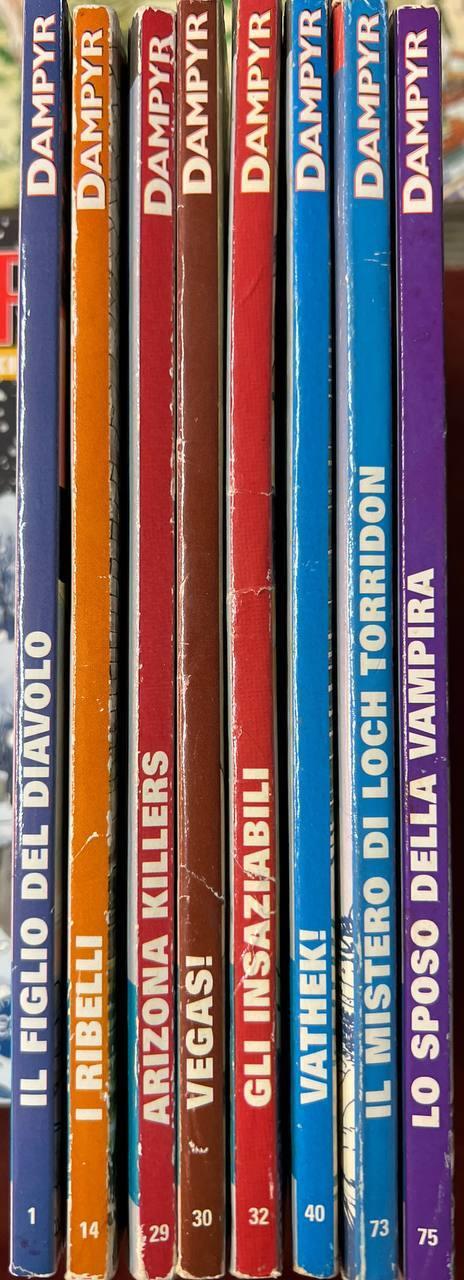 DAMPYR
IL FIGLIO DEL DIAVOLO
1
DAMPYR
I RIBELLI
14
DAMPYR
ARIZONA KILLERS
29
DAMPYR
VEGAS!
30
DAMPYR
GLI INSAZIABILI
32
DAMPYR
VATHEK!
40
DAMPYR
IL MISTERO DI LOCH TORRIDON
73
DAMPYR
LO SPOSO DELLA VAMPIRA
75